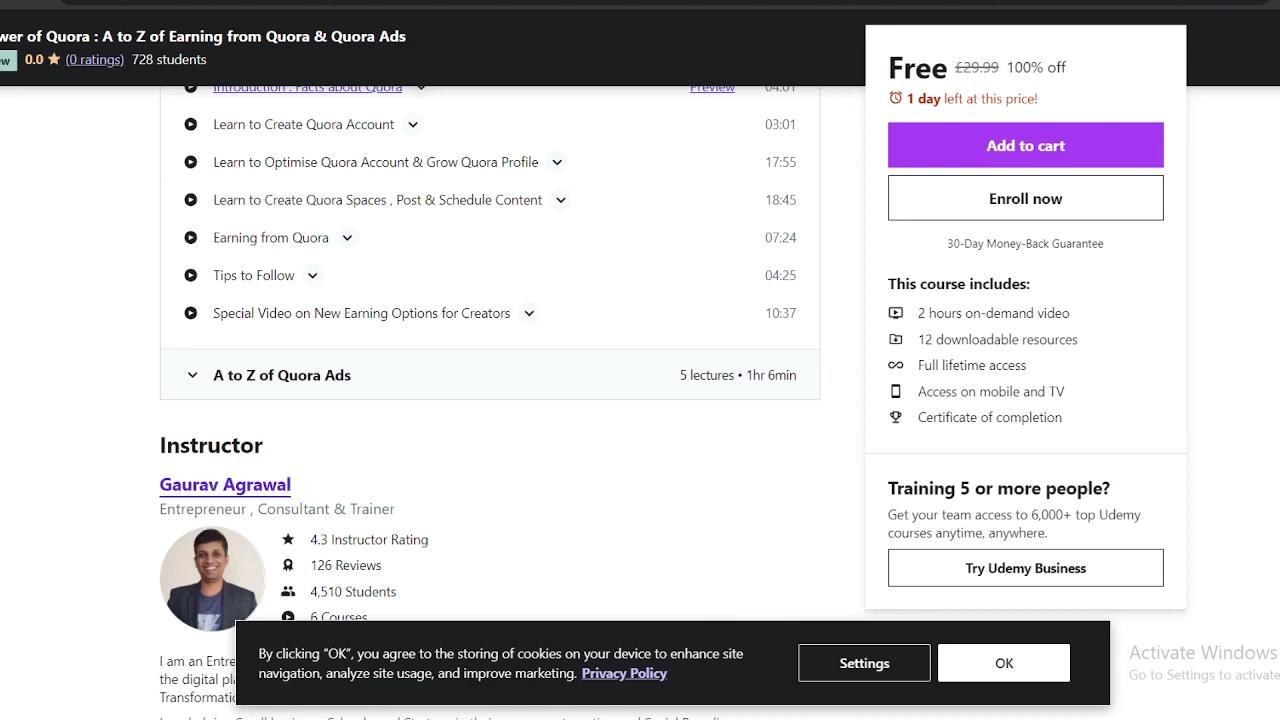 wer of Quora : A to Z of Earning from Quora & Quora Ads
ew 0.0 (0 ratings) 728 students
Introduction : Facts about Quora Preview 04:01
Learn to Create Quora Account 03:01
Learn to Optimise Quora Account & Grow Quora Profile 17:55
Learn to Create Quora Spaces , Post & Schedule Content 18:45
Earning from Quora 07:24
Tips to Follow 04:25
Special Video on New Earning Options for Creators 10:37
A to Z of Quora Ads 5 lectures • 1hr 6min
Instructor
Gaurav Agrawal
Entrepreneur , Consultant & Trainer
4.3 Instructor Rating
126 Reviews
4,510 Students
6 Courses
I am an Entre
the digital pla
Transformatio
Free £29.99 100% off
1 day left at this price!
Add to cart
Enroll now
30-Day Money-Back Guarantee
This course includes:
2 hours on-demand video
12 downloadable resources
Full lifetime access
Access on mobile and TV
Certificate of completion
Training 5 or more people?
Get your team access to 6,000+ top Udemy
courses anytime, anywhere.
Try Udemy Business
By clicking “OK”, you agree to the storing of cookies on your device to enhance site
navigation, analyze site usage, and improve marketing. Privacy Policy
Settings
OK
Activate Windows
Go to Settings to activate